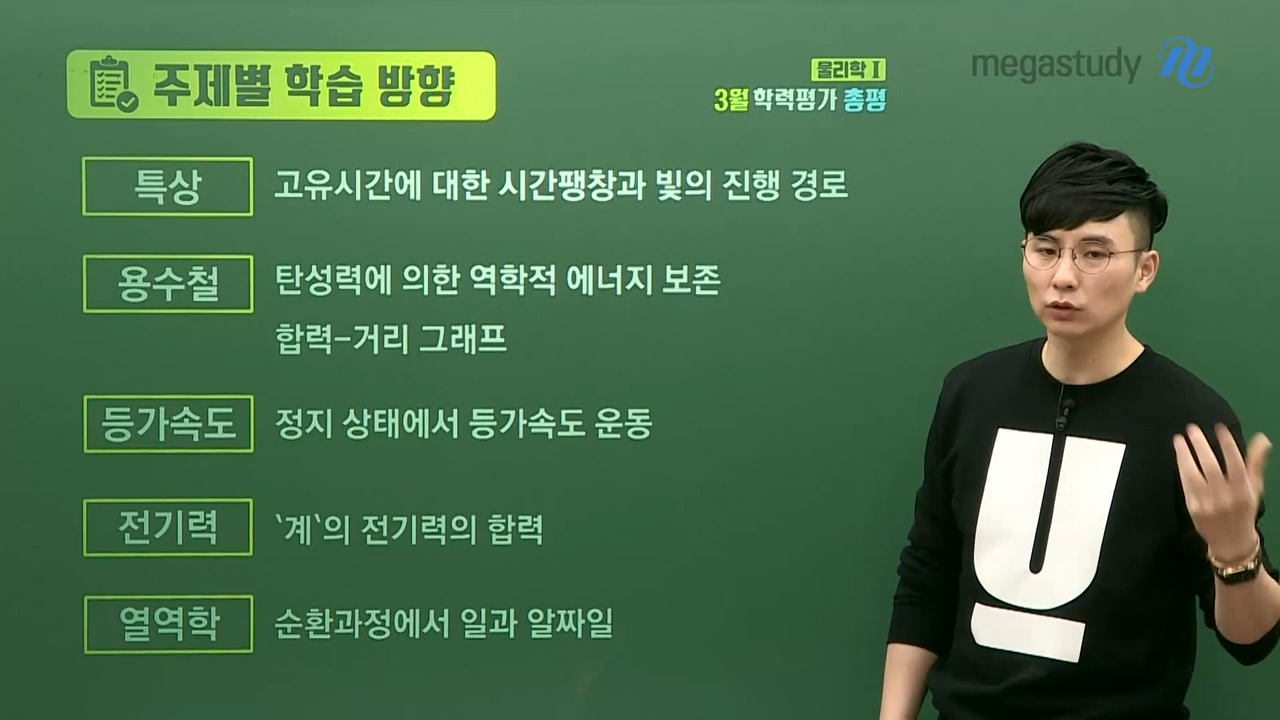 주제별 학습 방향
물리학 I
3월 학력평가 총평
megastudy
특상
고유시간에 대한 시간팽창과 빛의 진행 경로
용수철
탄성력에 의한 역학적 에너지 보존
합력-거리 그래프
등가속도
정지 상태에서 등가속도 운동
전기력
'계'의 전기력의 합력
열역학
순환과정에서 일과 알짜일